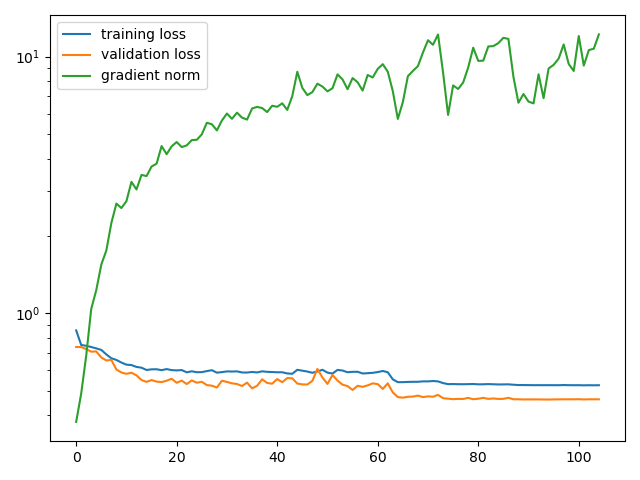 training loss
validation loss
gradient norm
10¹
10⁰
0 20 40 60 80 100